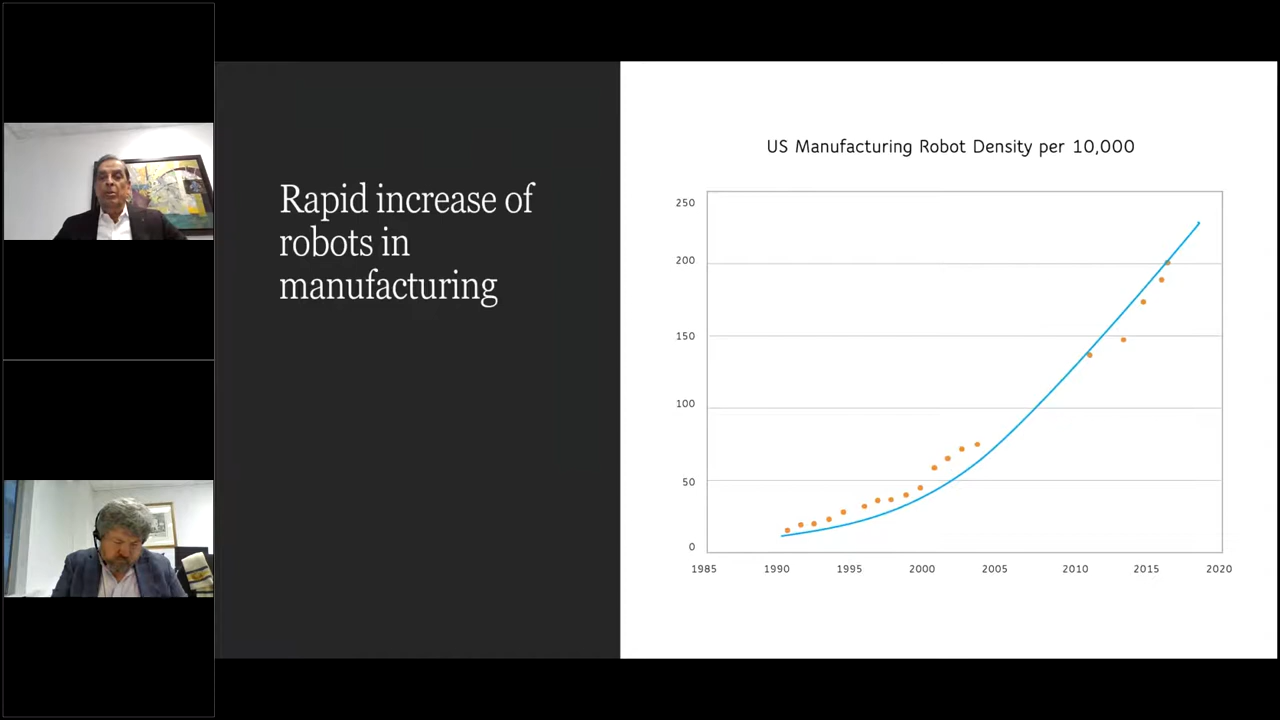 Rapid increase of
robots in
manufacturing
US Manufacturing Robot Density per 10,000
250
200
150
100
50
0
1985 1990 1995 2000 2005 2010 2015 2020